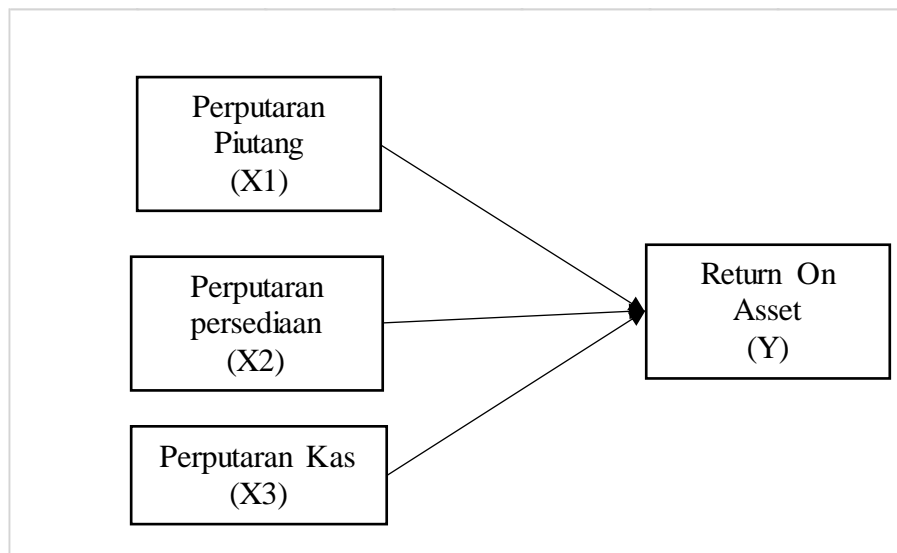 Perputaran
Piutang
(X1)
Perputaran
persediaan
(X2)
Perputaran Kas
(X3)
Return On
Asset
(Y)